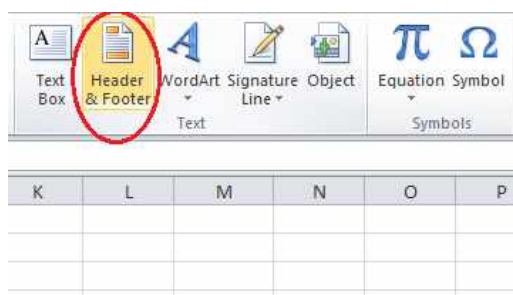 A
Text Box
Header & Footer
WordArt
Signature Line
Object
Equation
Symbol
Text
Symbols
K L M N O P